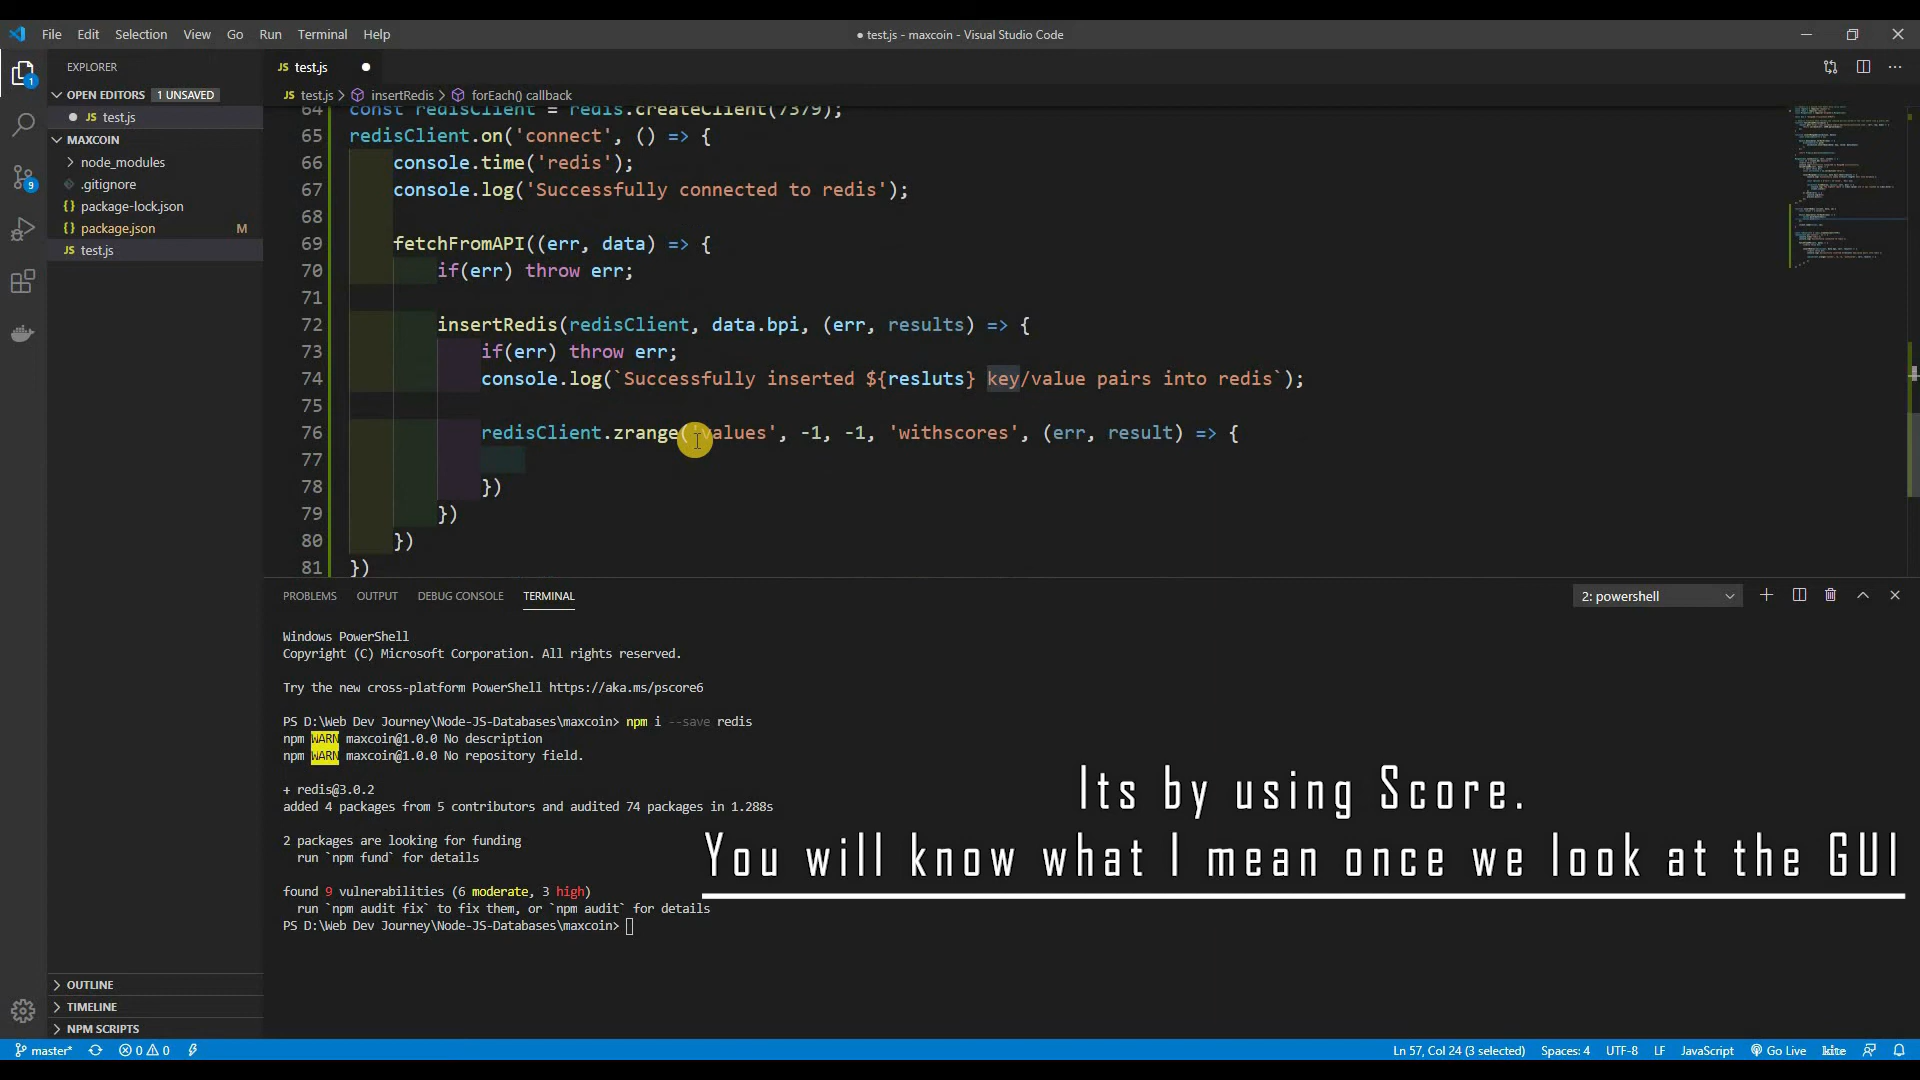 File Edit Selection View Go Run Terminal Help
● test.js - maxcoin - Visual Studio Code
EXPLORER
OPEN EDITORS 1 UNSAVED
JS test.js
MAXCOIN
node_modules
.gitignore
{} package-lock.json
{} package.json M
JS test.js
OUTLINE
TIMELINE
NPM SCRIPTS
1
9
JS test.js
JS test.js > insertRedis > forEach() callback
64 const redisClient = redis.createClient(7379);
65 redisClient.on('connect', () => {
66 console.time('redis');
67 console.log('Successfully connected to redis');
68
69 fetchFromAPI((err, data) => {
70 if(err) throw err;
71
72 insertRedis(redisClient, data.bpi, (err, results) => {
73 if(err) throw err;
74 console.log(`Successfully inserted ${resluts} key/value pairs into redis`);
75
76 redisClient.zrange('values', -1, -1, 'withscores', (err, result) => {
77
78 })
79 })
80 })
81 })
PROBLEMS OUTPUT DEBUG CONSOLE TERMINAL
2: powershell
Windows PowerShell
Copyright (C) Microsoft Corporation. All rights reserved.
Try the new cross-platform PowerShell https://aka.ms/pscore6
PS D:\Web Dev Journey\Node-JS-Databases\maxcoin> npm i --save redis
npm WARN maxcoin@1.0.0 No description
npm WARN maxcoin@1.0.0 No repository field.
+ redis@3.0.2
added 4 packages from 5 contributors and audited 74 packages in 1.288s
2 packages are looking for funding
run `npm fund` for details
found 9 vulnerabilities (6 moderate, 3 high)
run `npm audit fix` to fix them, or `npm audit` for details
PS D:\Web Dev Journey\Node-JS-Databases\maxcoin>
Its by using Score.
You will know what I mean once we look at the GUI
master* 0 0 Ln 57, Col 24 (3 selected) Spaces: 4 UTF-8 LF JavaScript Go Live kite